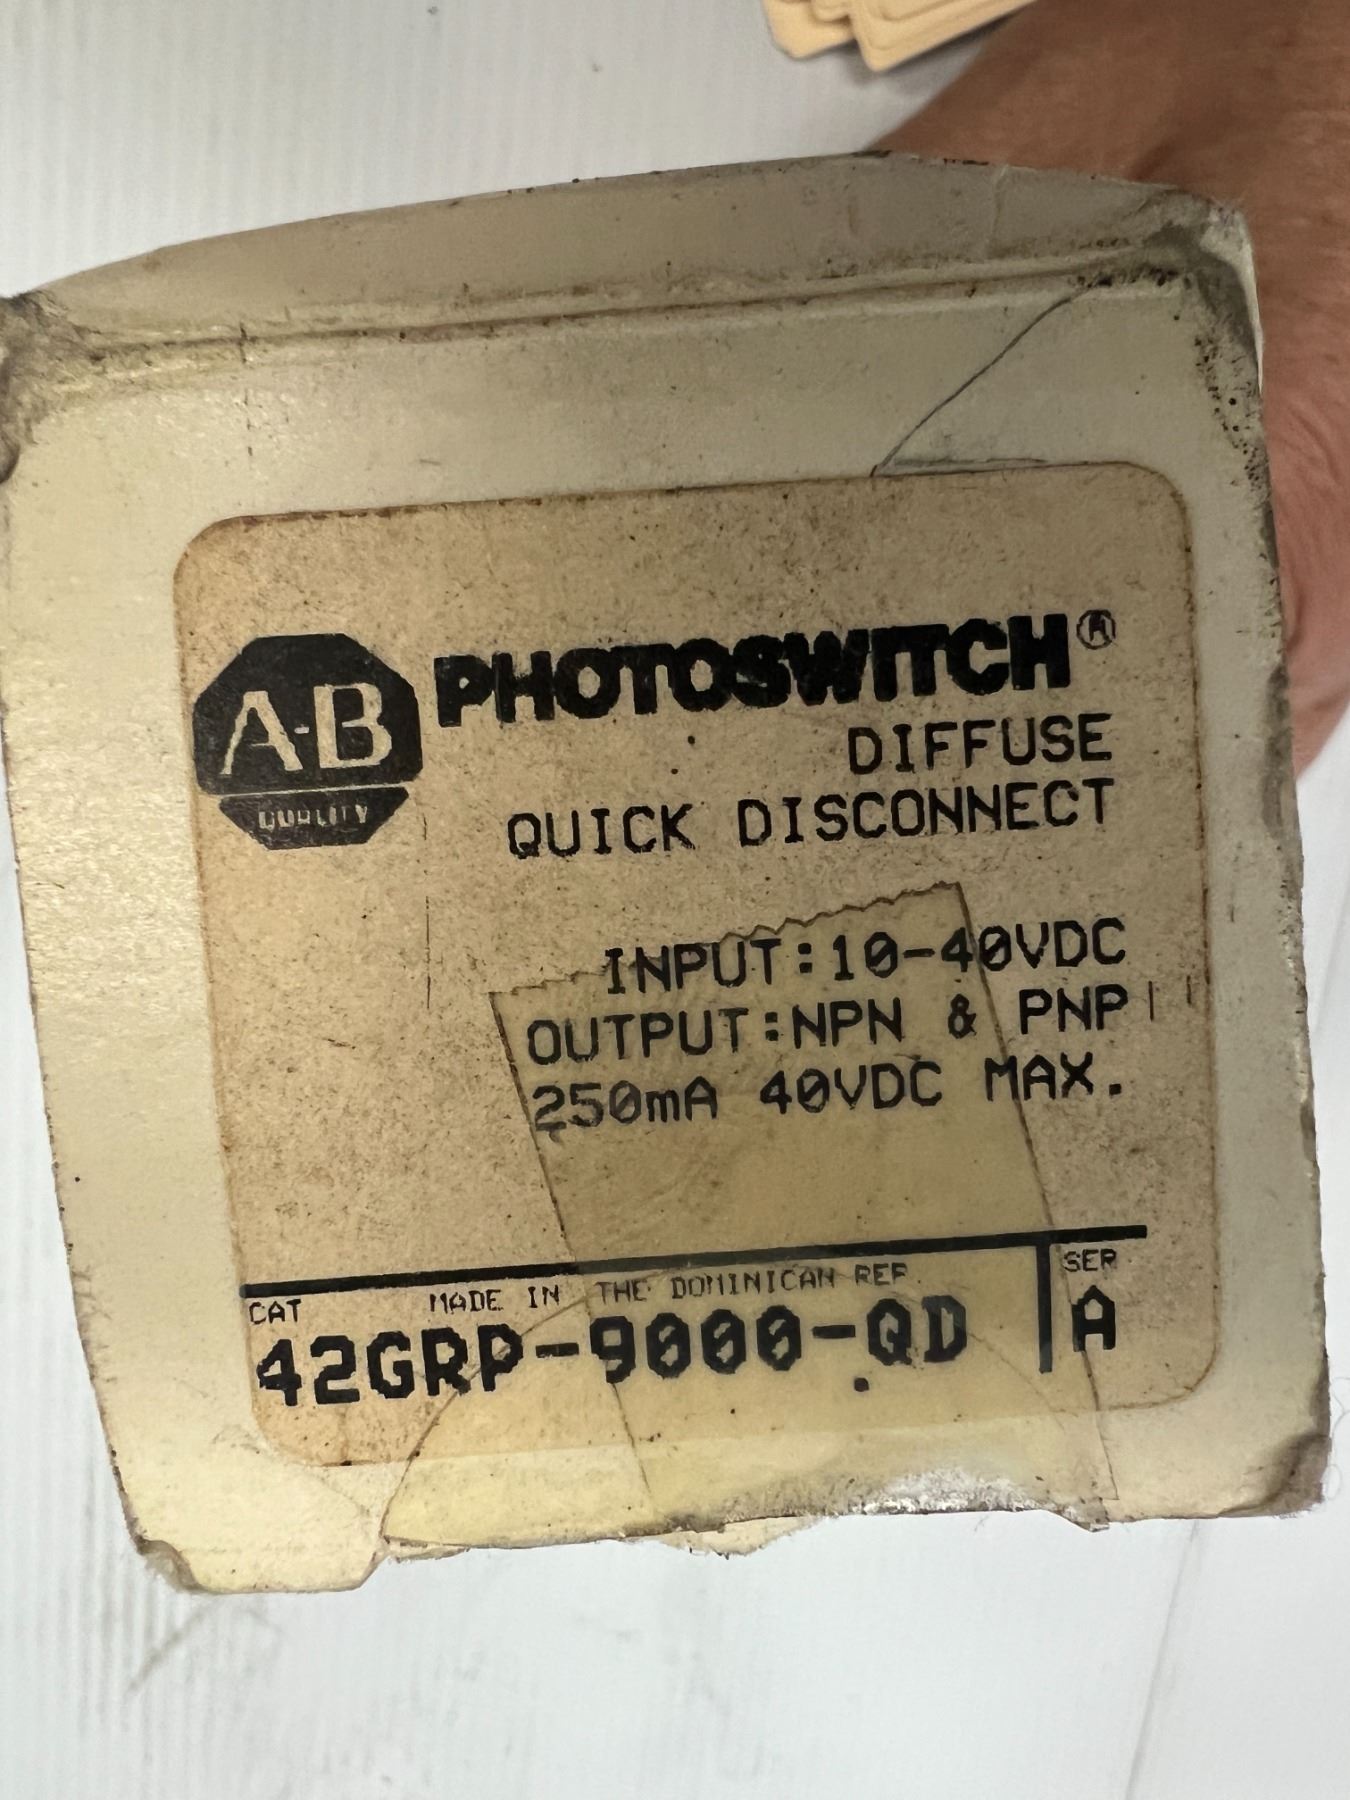 A-B
QUALITY
PHOTOSWITCH®
DIFFUSE
QUICK DISCONNECT
INPUT:10-40VDC
OUTPUT:NPN & PNP
250mA 40VDC MAX.
CAT MADE IN THE DOMINICAN REP. SER
42GRP-9000-QD A